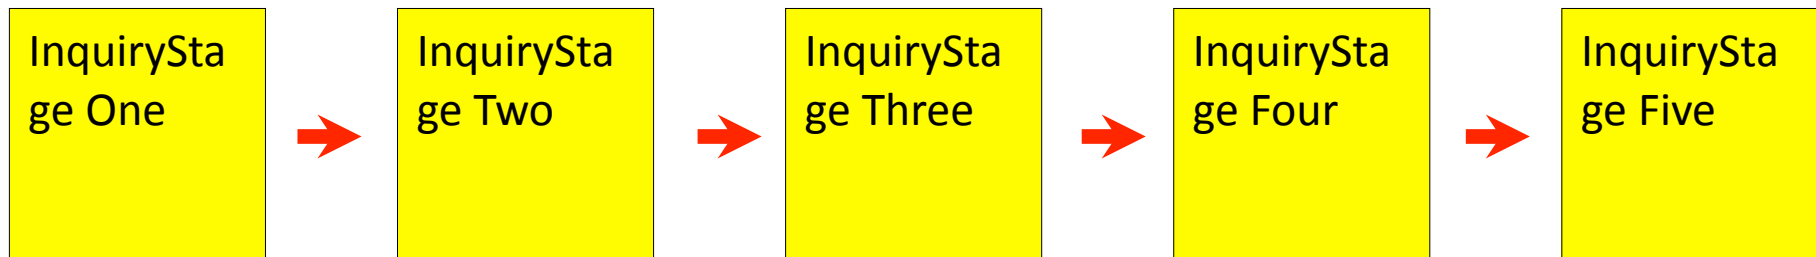 InquirySta
ge One
InquirySta
ge Two
InquirySta
ge Three
InquirySta
ge Four
InquirySta
ge Five